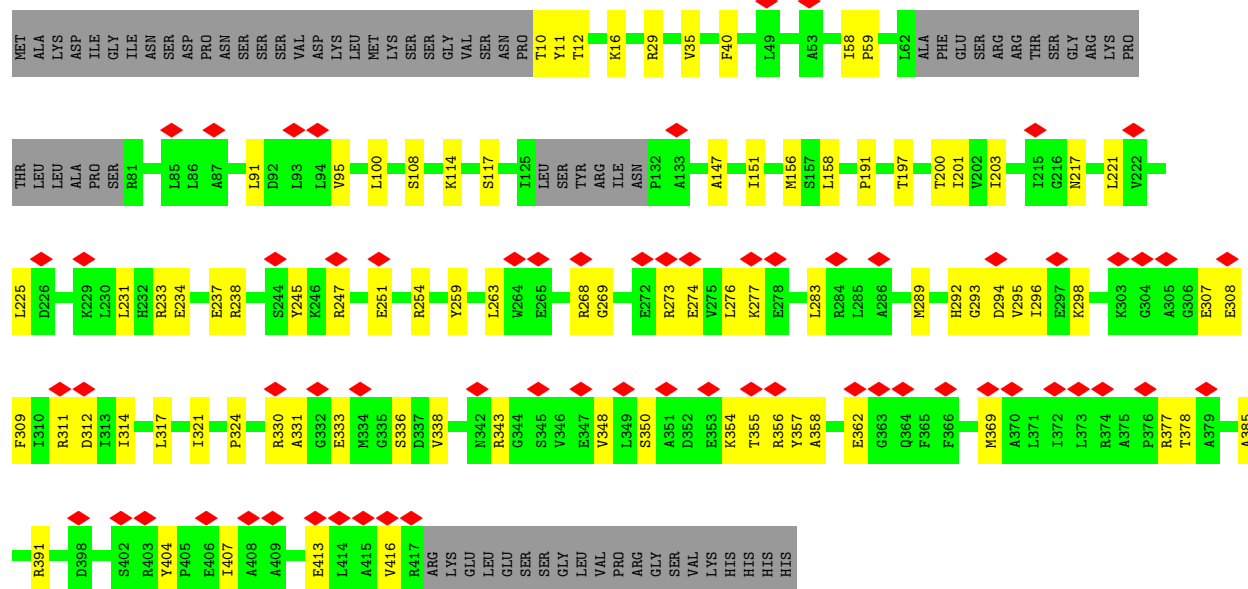 MET ALA LYS ASP ILE GLY ILE ASN SER ASP PRO ASN SER SER SER VAL ASP LYS LEU MET LYS SER SER GLY VAL SER ASN PRO T10 Y11 T12 K16 R29 V35 F40 L49 A53 I58 P59 L62 ALA PHE GLU SER ARG ARG THR SER GLY ARG LYS PRO
THR LEU LEU ALA PRO SER R81 L85 L86 A87 L91 D92 L93 L94 V95 L100 S108 K114 S117 I125 LEU SER TYR ARG ILE ASN P132 A133 A147 I151 M156 S157 L158 P191 T197 T200 I201 V202 I203 I215 G216 N217 L221 V222
L225 D226 K229 L230 L231 H232 R233 E234 E237 R238 S244 Y245 K246 R247 E251 R254 Y259 L263 W264 E265 R268 G269 E272 R273 E274 V275 L276 K277 E278 L283 R284 L285 A286 M289 H292 G293 D294 V295 I296 E297 K298 K303 G304 A305 G306 E307 E308
F309 I310 R311 D312 I313 I314 L317 I321 P324 R330 A331 G332 E333 M334 G335 S336 D337 V338 N342 R343 G344 S345 V346 E347 V348 L349 S350 A351 D352 E353 K354 T355 R356 Y357 A358 E362 G363 Q364 F365 F366 M369 A370 L371 I372 L373 R374 A375 P376 R377 T378 A379 A385
R391 D398 S402 R403 Y404 P405 E406 I407 A408 A409 E413 L414 A415 V416 R417 ARG LYS GLU LEU GLU SER SER GLY LEU VAL PRO ARG GLY SER VAL LYS HIS HIS HIS HIS